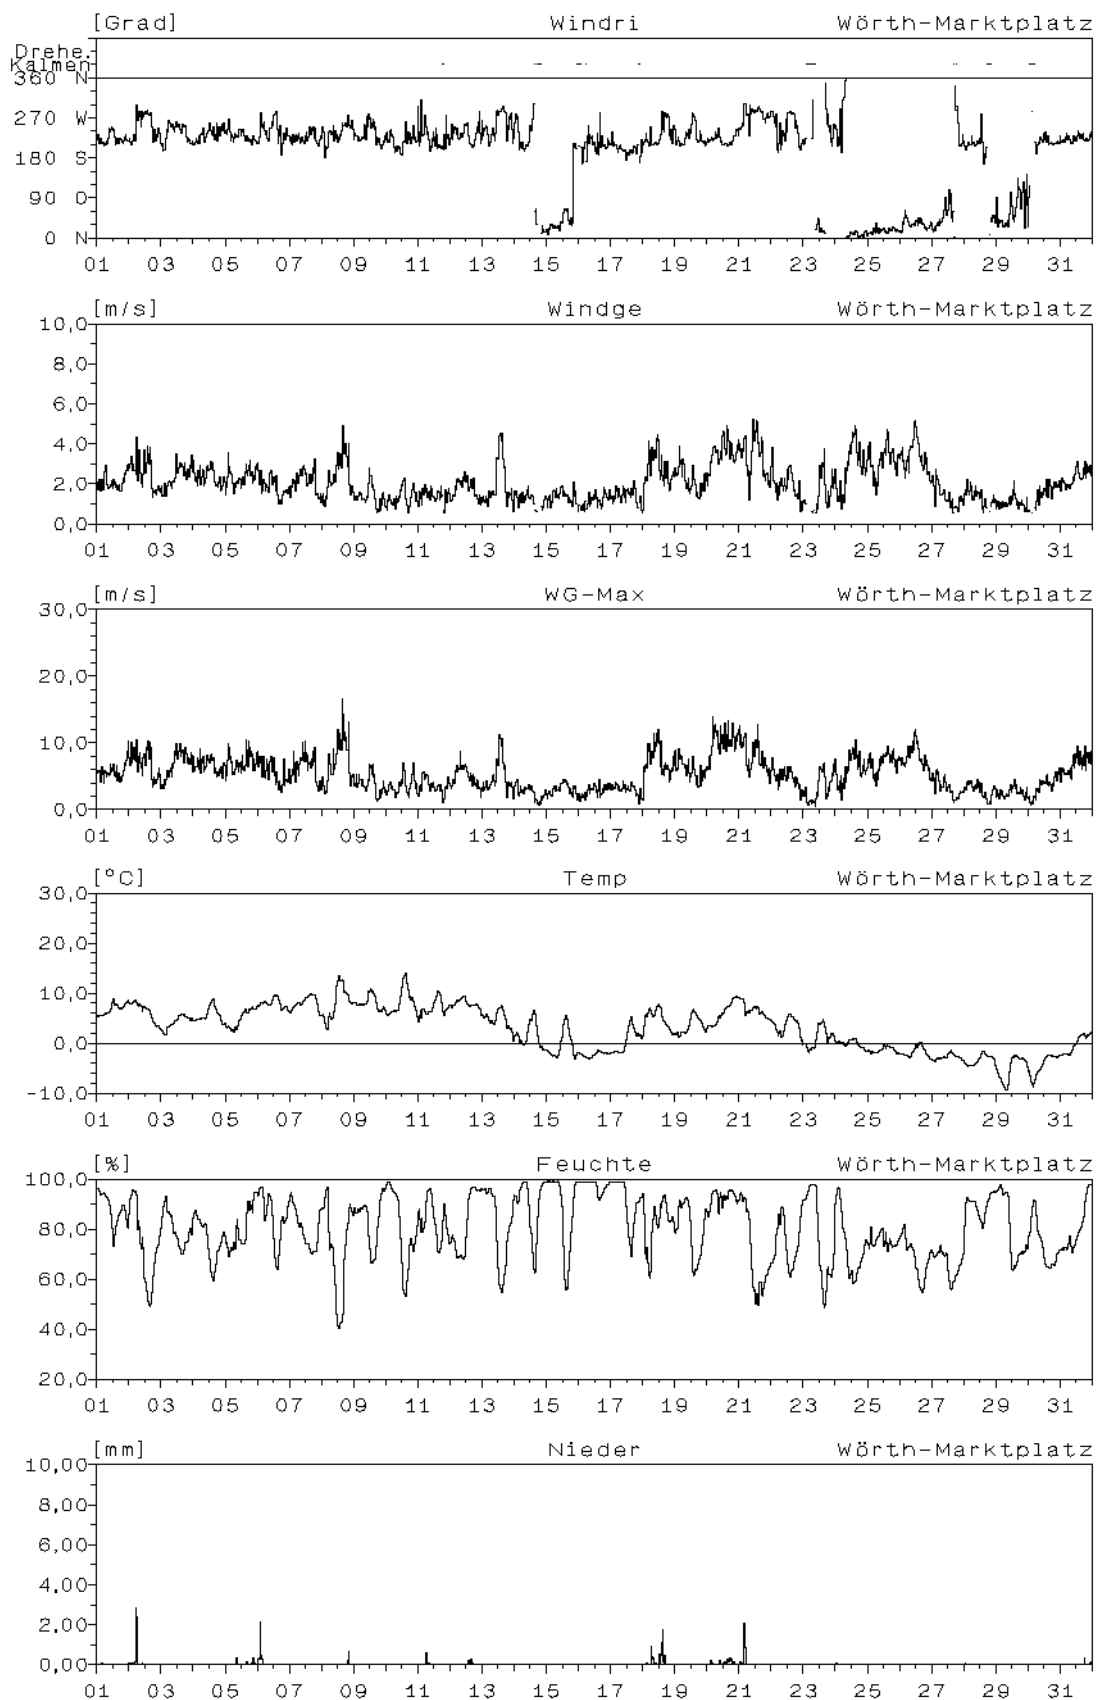 [Grad] Windri Wörth-Marktplatz
Drehe.
Kalmen
360 N
270 W
180 S
90 O
0 N
01 03 05 07 09 11 13 15 17 19 21 23 25 27 29 31
[m/s] Windge Wörth-Marktplatz
10,0
8,0
6,0
4,0
2,0
0,0
01 03 05 07 09 11 13 15 17 19 21 23 25 27 29 31
[m/s] WG-Max Wörth-Marktplatz
30,0
20,0
10,0
0,0
01 03 05 07 09 11 13 15 17 19 21 23 25 27 29 31
[°C] Temp Wörth-Marktplatz
30,0
20,0
10,0
0,0
-10,0
01 03 05 07 09 11 13 15 17 19 21 23 25 27 29 31
[%] Feuchte Wörth-Marktplatz
100,0
80,0
60,0
40,0
20,0
01 03 05 07 09 11 13 15 17 19 21 23 25 27 29 31
[mm] Nieder Wörth-Marktplatz
10,00
8,00
6,00
4,00
2,00
0,00
01 03 05 07 09 11 13 15 17 19 21 23 25 27 29 31